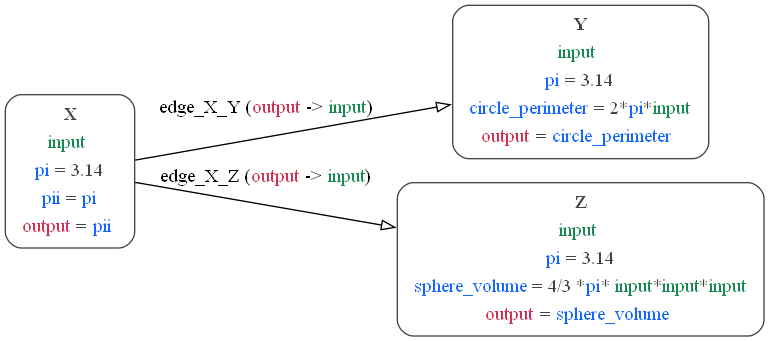 X
input
pi = 3.14
pii = pi
output = pii
edge_X_Y (output -> input)
edge_X_Z (output -> input)
Y
input
pi = 3.14
circle_perimeter = 2*pi*input
output = circle_perimeter
Z
input
pi = 3.14
sphere_volume = 4/3 *pi* input*input*input
output = sphere_volume